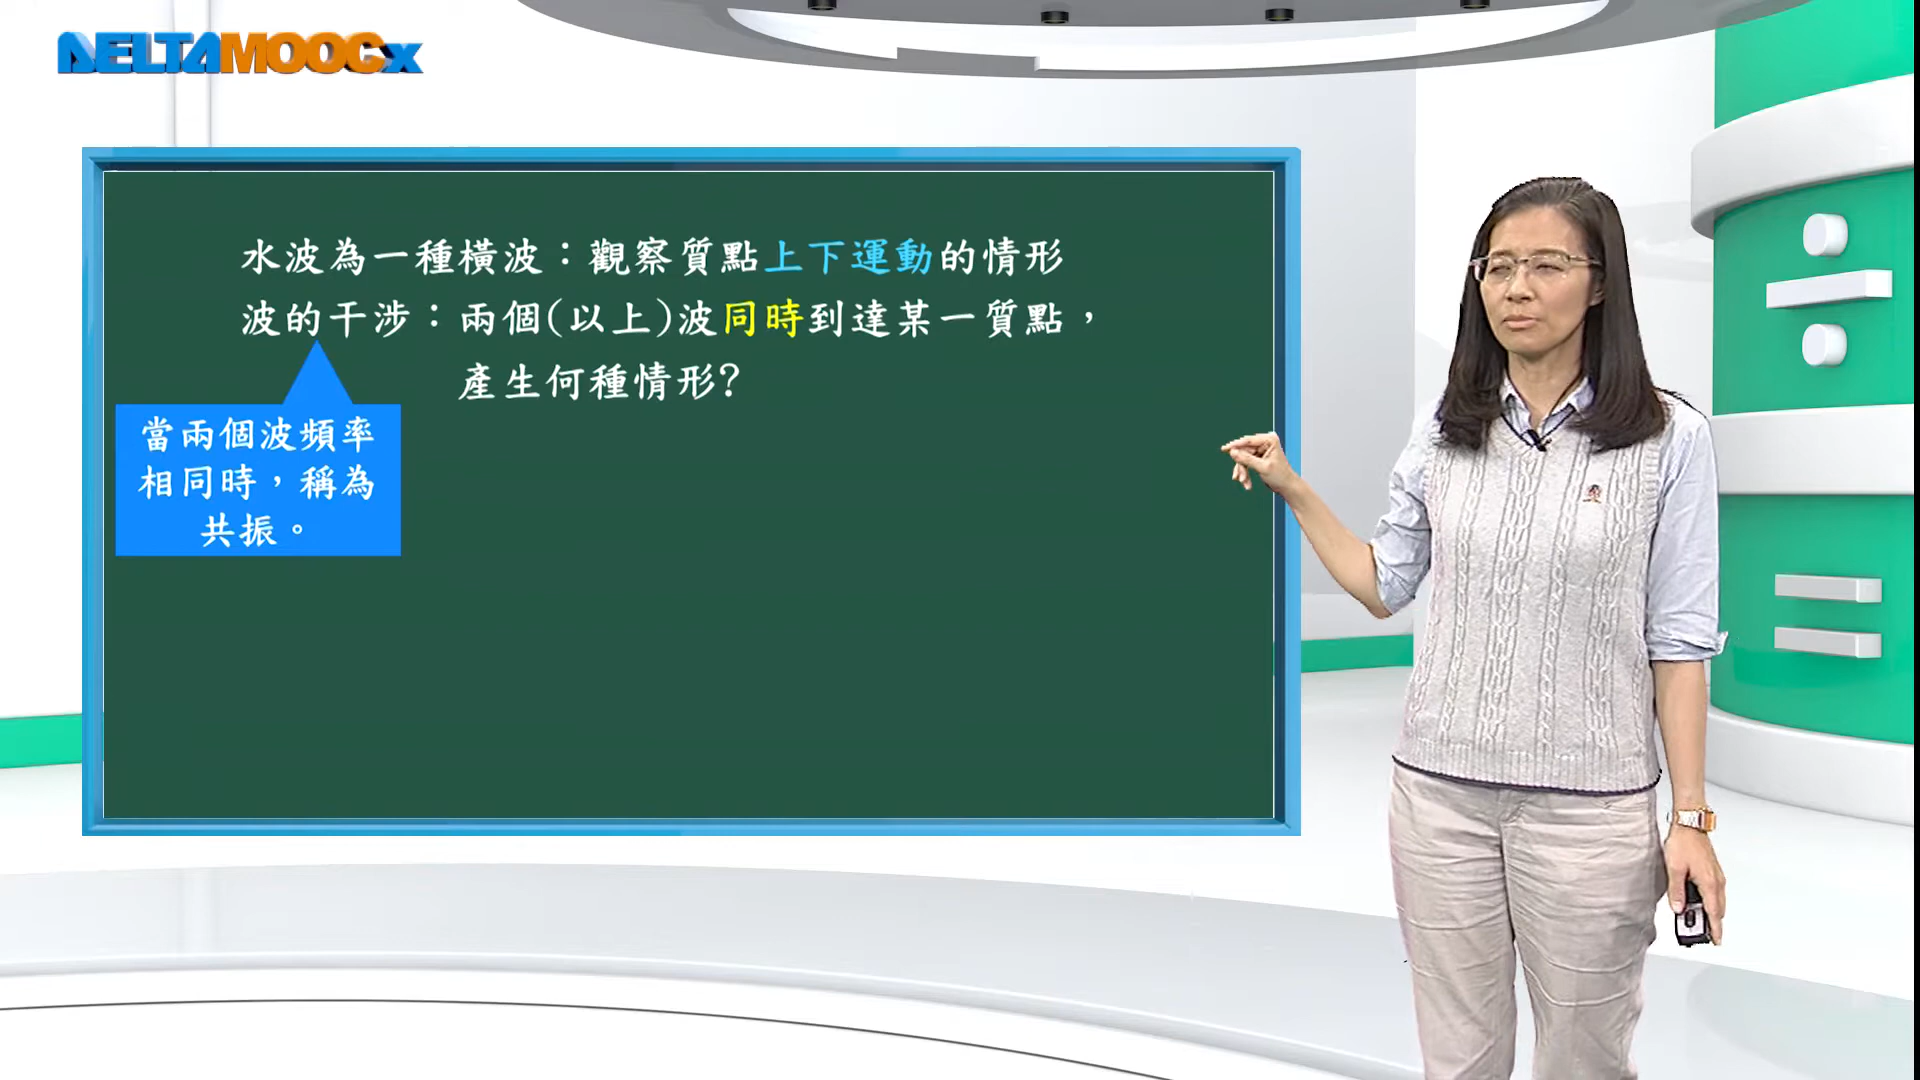 DELTAMOOCx
水波為一種橫波：觀察質點上下運動的情形
波的干涉：兩個(以上)波同時到達某一質點，
產生何種情形?
當兩個波頻率
相同時，稱為
共振。